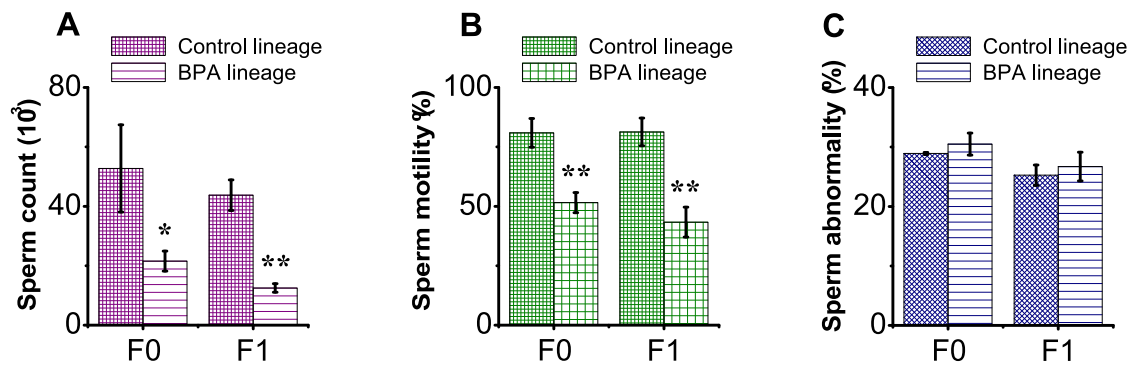 A
Control lineage
BPA lineage
Sperm count (10³)
80
40
0
*
**
F0
F1
B
Control lineage
BPA lineage
Sperm motility%)
100
50
0
**
**
F0
F1
C
Control lineage
BPA lineage
Sperm abnormality (%)
40
20
0
F0
F1